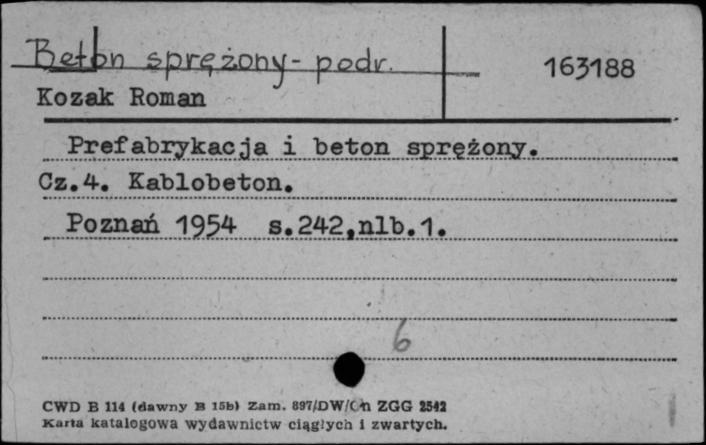 Beton sprężony - podr.
163188
Kozak Roman
Prefabrykacja i beton sprężony.
Cz.4. Kablobeton.
Poznań 1954 s.242,nlb.1.
6
CWD B 114 (dawny B 15b) Zam. 897/DW/Cn ZGG 2542
Karta katalogowa wydawnictw ciągłych i zwartych.